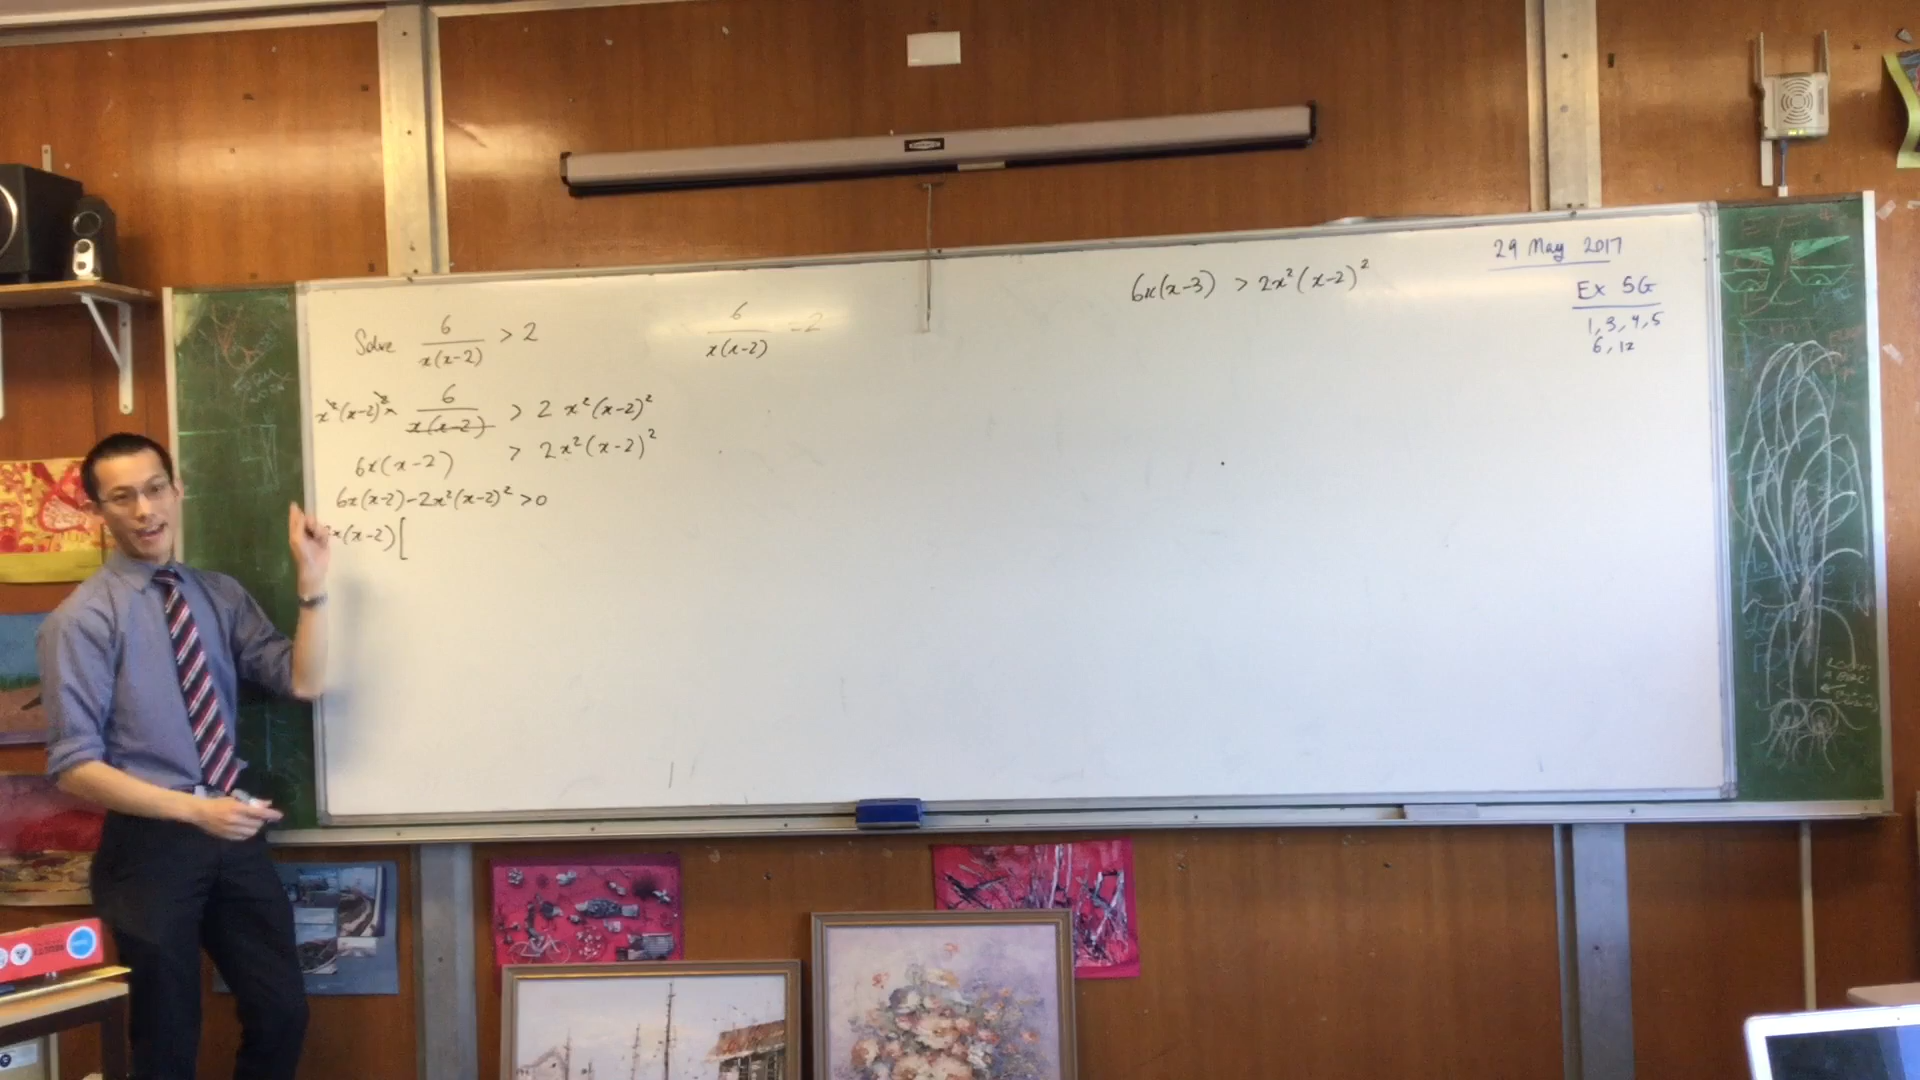 Solve 6/x(x-2) > 2
x²(x-2)² × 6/x(x-2) > 2 x²(x-2)²
6x(x-2) > 2x²(x-2)²
6x(x-2)-2x²(x-2)² >0
x(x-2)[
6/x(x-2) = 2
6x(x-3) > 2x²(x-2)²
29 May 2017
Ex 5G
1, 3, 4, 5
6, 12